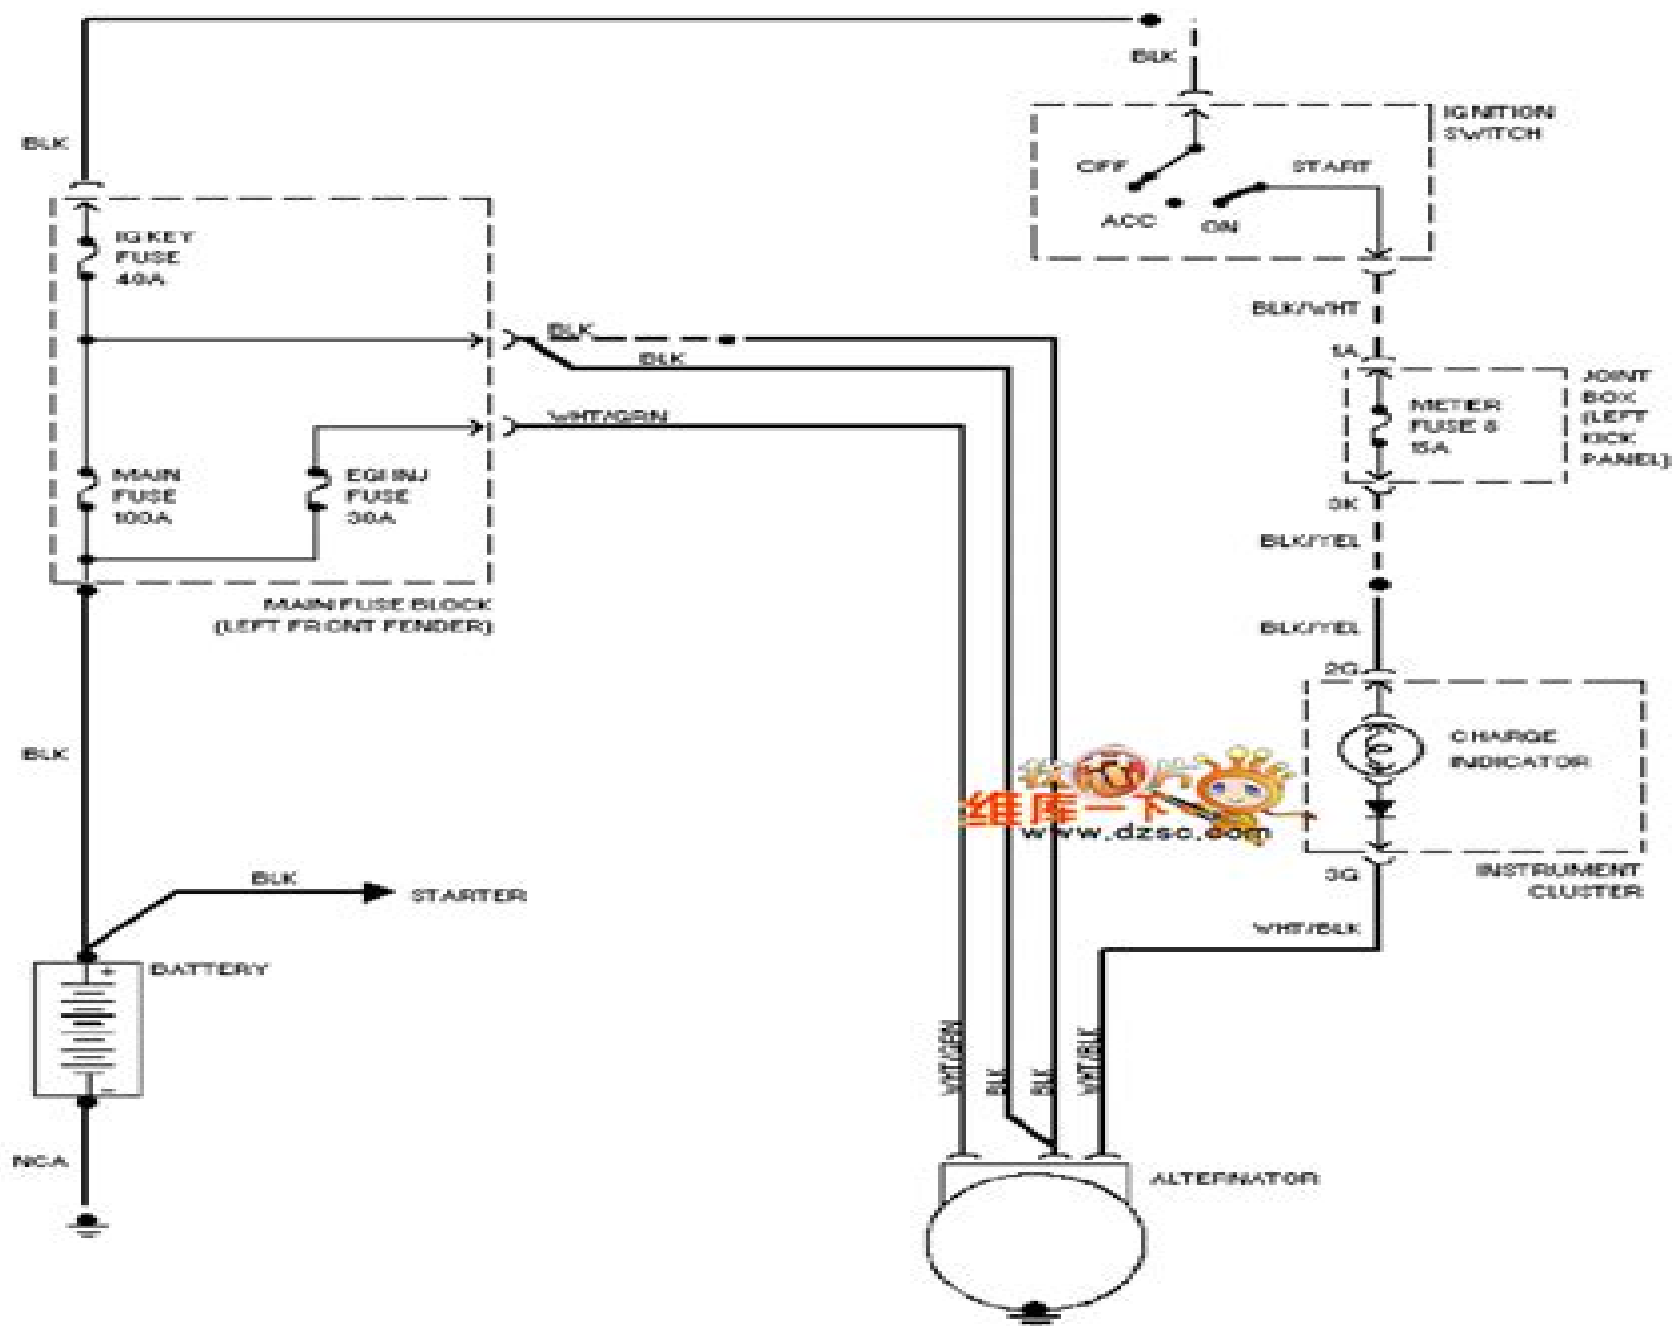 BLK
BLK
IGNITION
SWITCH
OFF
START
ACC
ON
IG KEY
FUSE
40A
BLK/WHT
BLK
BLK
1A
JOINT
BOX
(LEFT
KICK
PANEL)
METER
FUSE
15A
WHT/GRN
MAIN
FUSE
100A
EGI INJ
FUSE
30A
3K
BLK/YEL
MAIN FUSE BLOCK
(LEFT FRONT FENDER)
BLK/YEL
2G
BLK
CHARGE
INDICATOR
维库一下
www.dzsc.com
3G
INSTRUMENT
CLUSTER
BLK
STARTER
WHT/BLK
BATTERY
+
-
WHT/GRN
BLK
BLK
WHT/BLK
NCA
ALTERNATOR